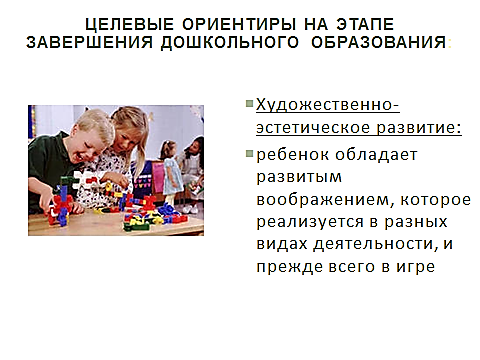 ЦЕЛЕВЫЕ ОРИЕНТИРЫ НА ЭТАПЕ
ЗАВЕРШЕНИЯ ДОШКОЛЬНОГО ОБРАЗОВАНИЯ:
Художественно-
эстетическое развитие:
ребенок обладает
развитым
воображением, которое
реализуется в разных
видах деятельности, и
прежде всего в игре